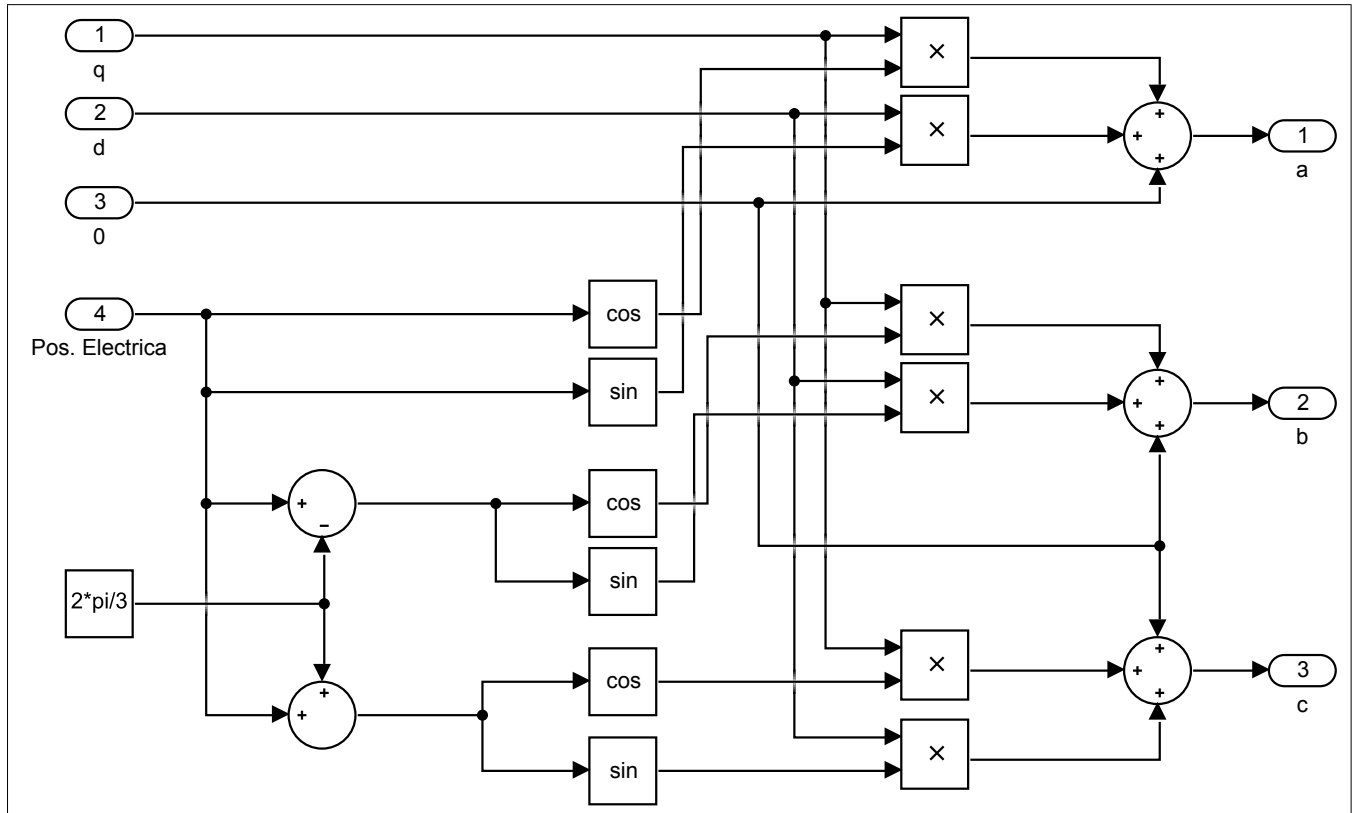 1
q
×
2
d
×
+
+
+
1
a
3
0
4
Pos. Electrica
cos
×
sin
×
+
+
+
2
b
+
−
cos
sin
2*pi/3
+
+
cos
×
sin
×
+
+
+
3
c